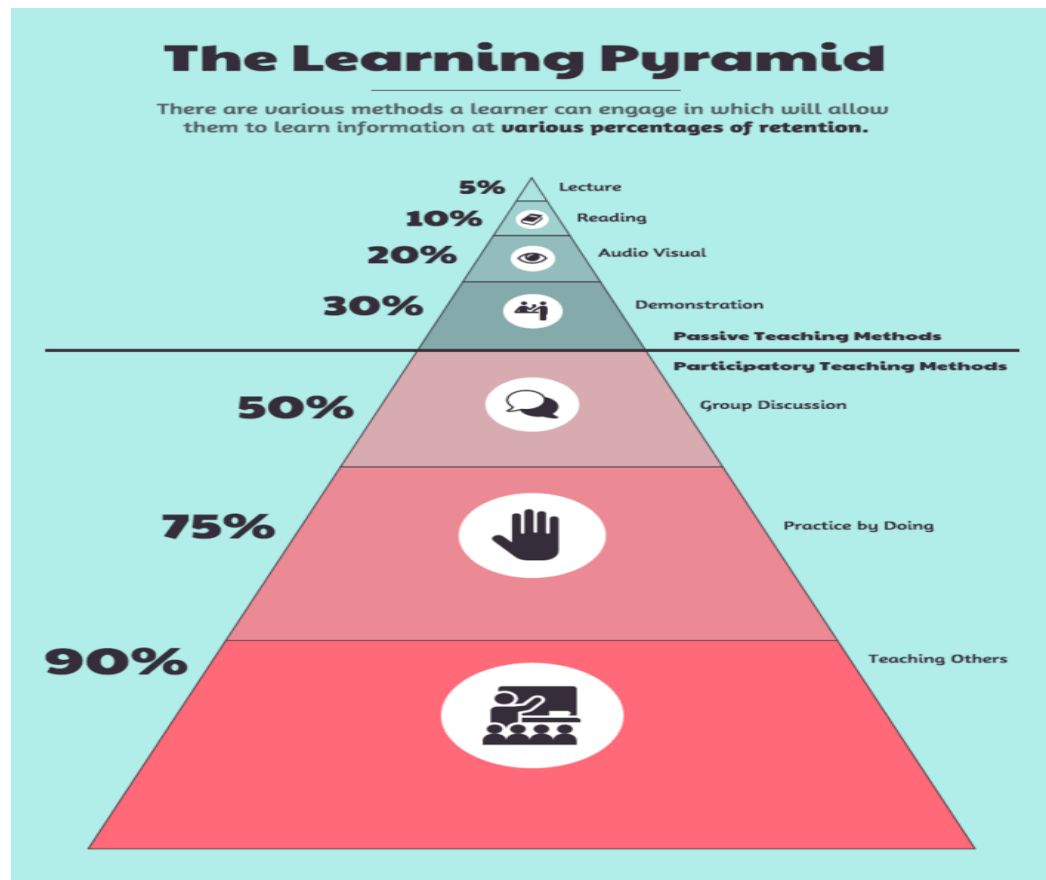 The Learning Pyramid
There are various methods a learner can engage in which will allow
them to learn information at various percentages of retention.
5% Lecture
10% Reading
20% Audio Visual
30% Demonstration
Passive Teaching Methods
Participatory Teaching Methods
50% Group Discussion
75% Practice by Doing
90% Teaching Others